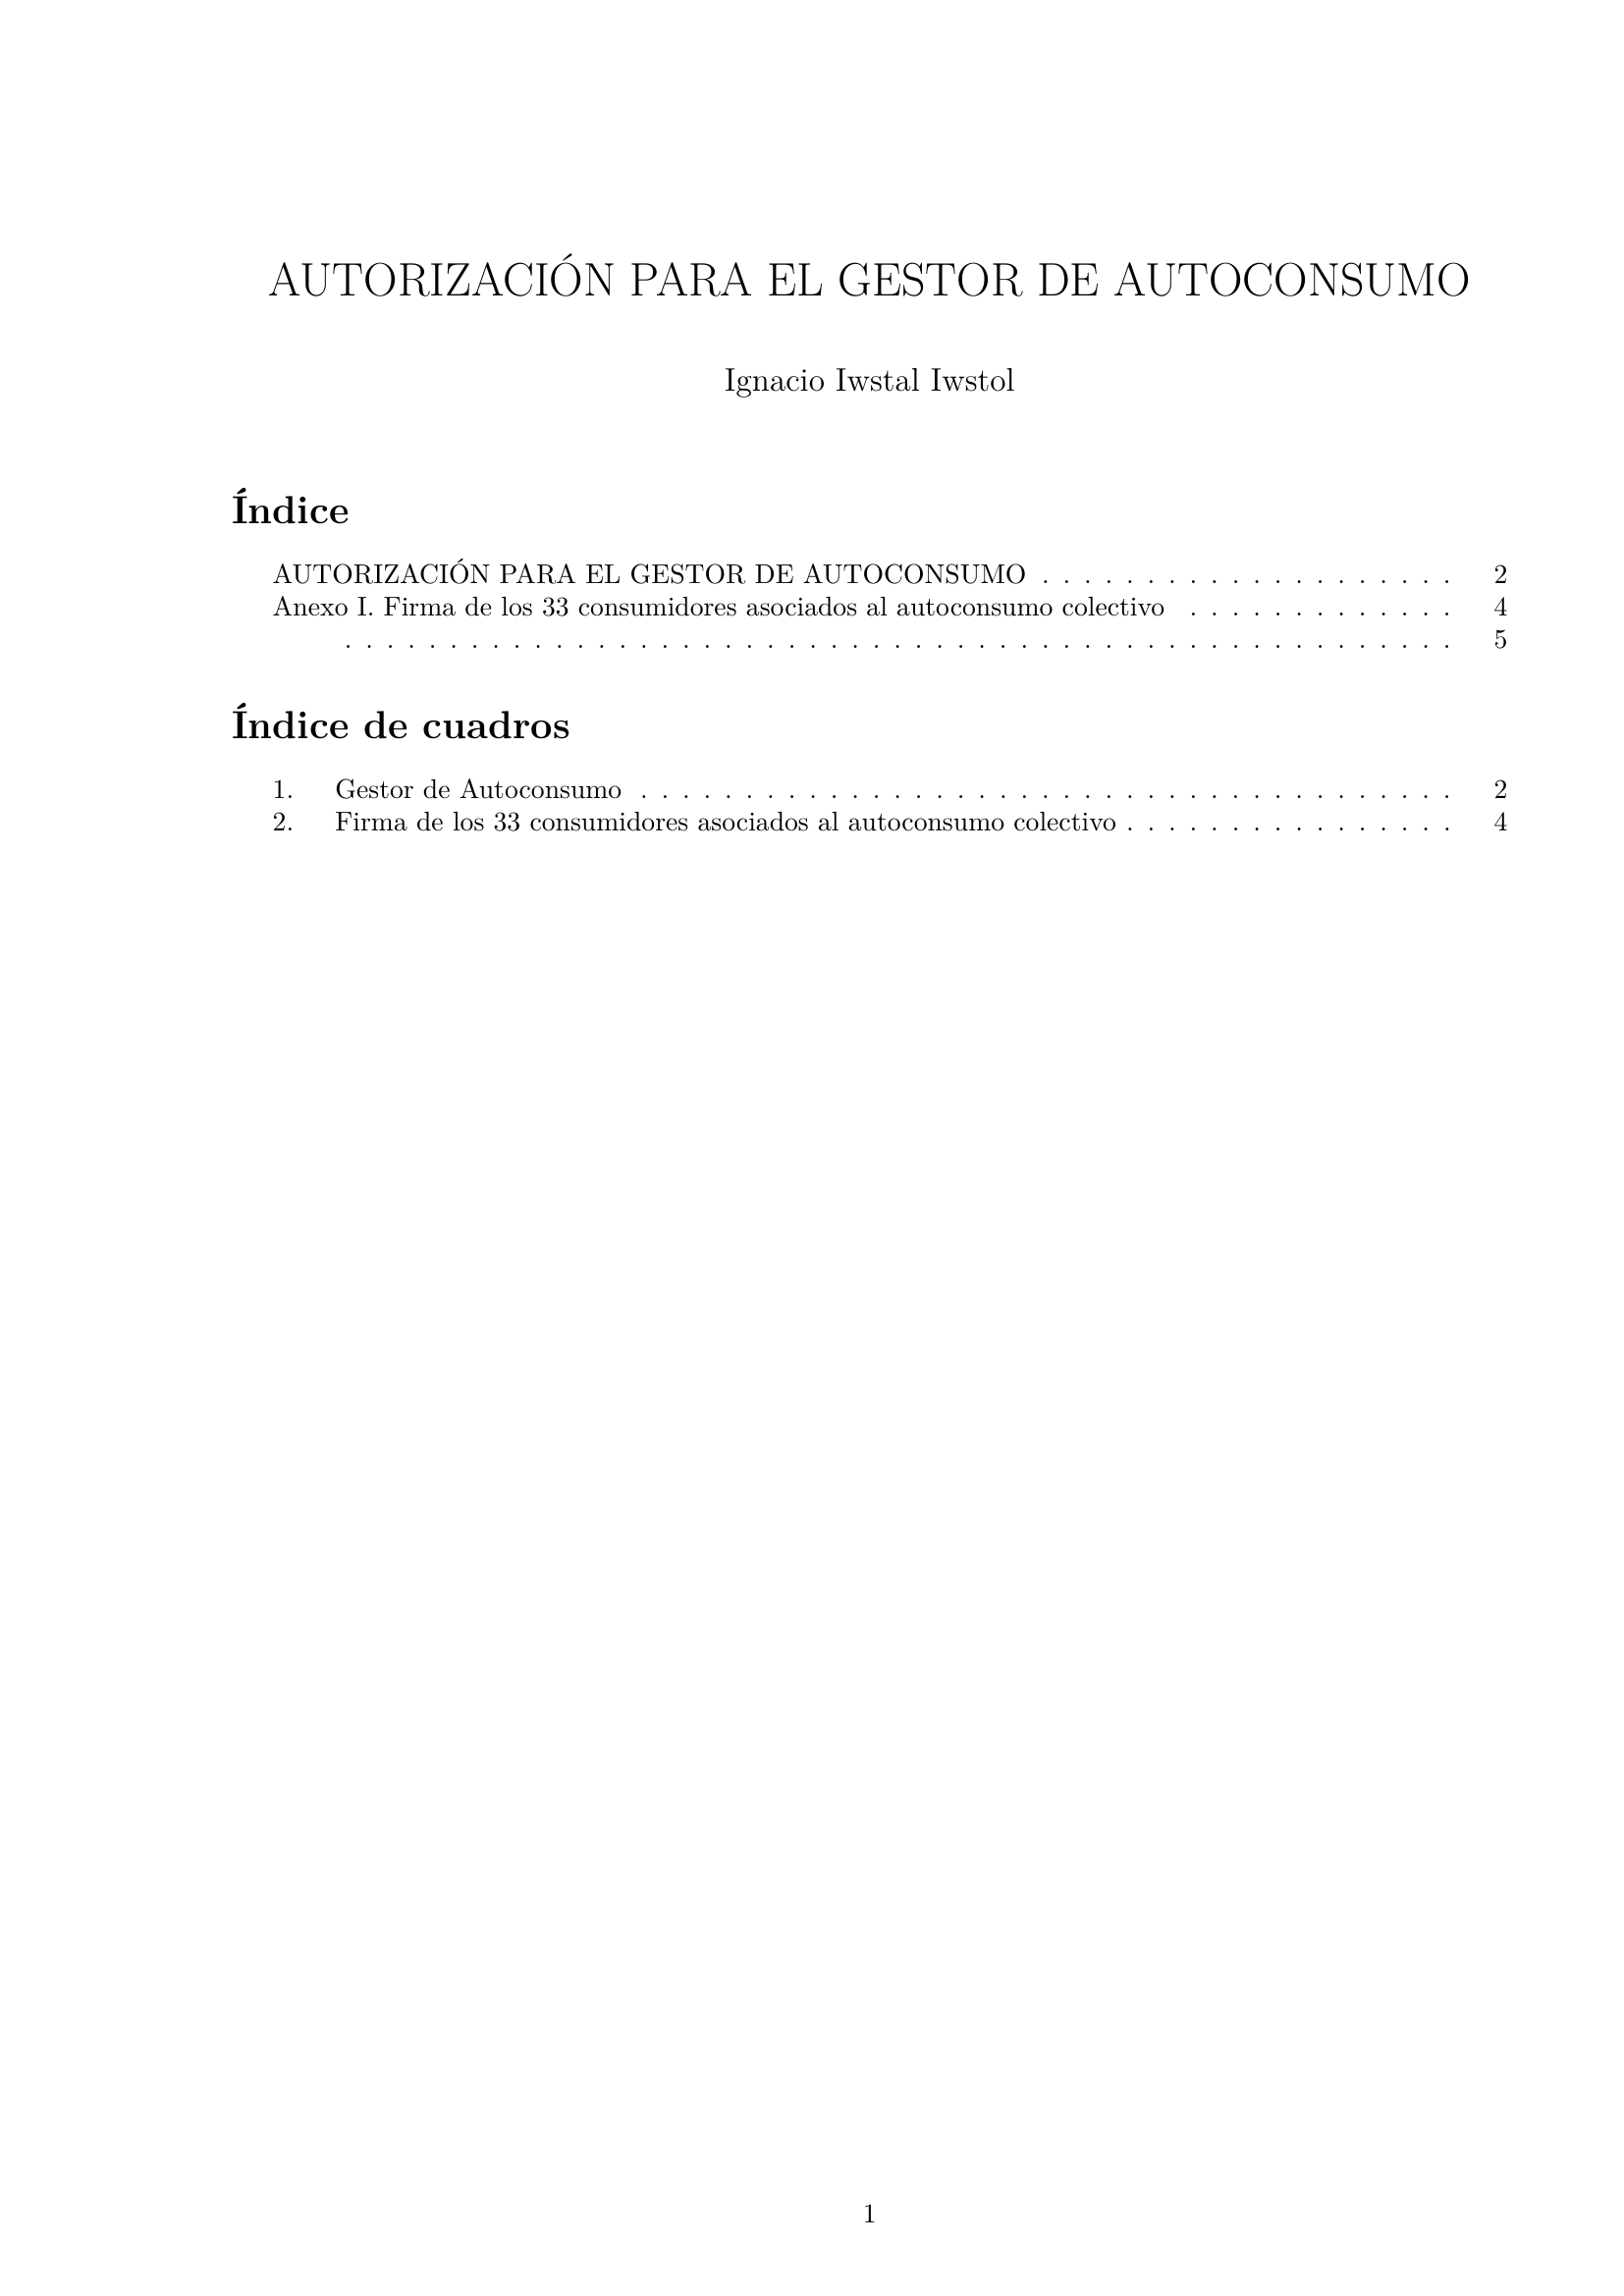 AUTORIZACIÓN PARA EL GESTOR DE AUTOCONSUMO
Ignacio Iwstal Iwstol
Índice
AUTORIZACIÓN PARA EL GESTOR DE AUTOCONSUMO . . . . . . . . . . . . . . . . . . . . 2
Anexo I. Firma de los 33 consumidores asociados al autoconsumo colectivo . . . . . . . . . . . . . 4
. . . . . . . . . . . . . . . . . . . . . . . . . . . . . . . . . . . . . . . . . . . . . . . . . . . . . 5
Índice de cuadros
1. Gestor de Autoconsumo . . . . . . . . . . . . . . . . . . . . . . . . . . . . . . . . . . . . . . . 2
2. Firma de los 33 consumidores asociados al autoconsumo colectivo . . . . . . . . . . . . . . . . 4
1